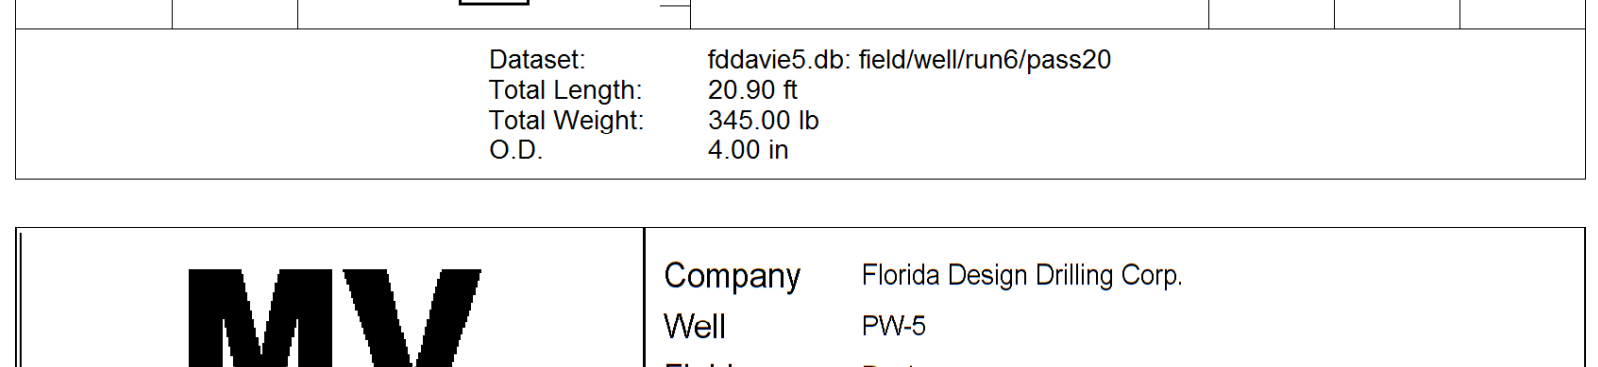 Dataset: fddavie5.db: field/well/run6/pass20
Total Length: 20.90 ft
Total Weight: 345.00 lb
O.D. 4.00 in
MV
Company Florida Design Drilling Corp.
Well PW-5